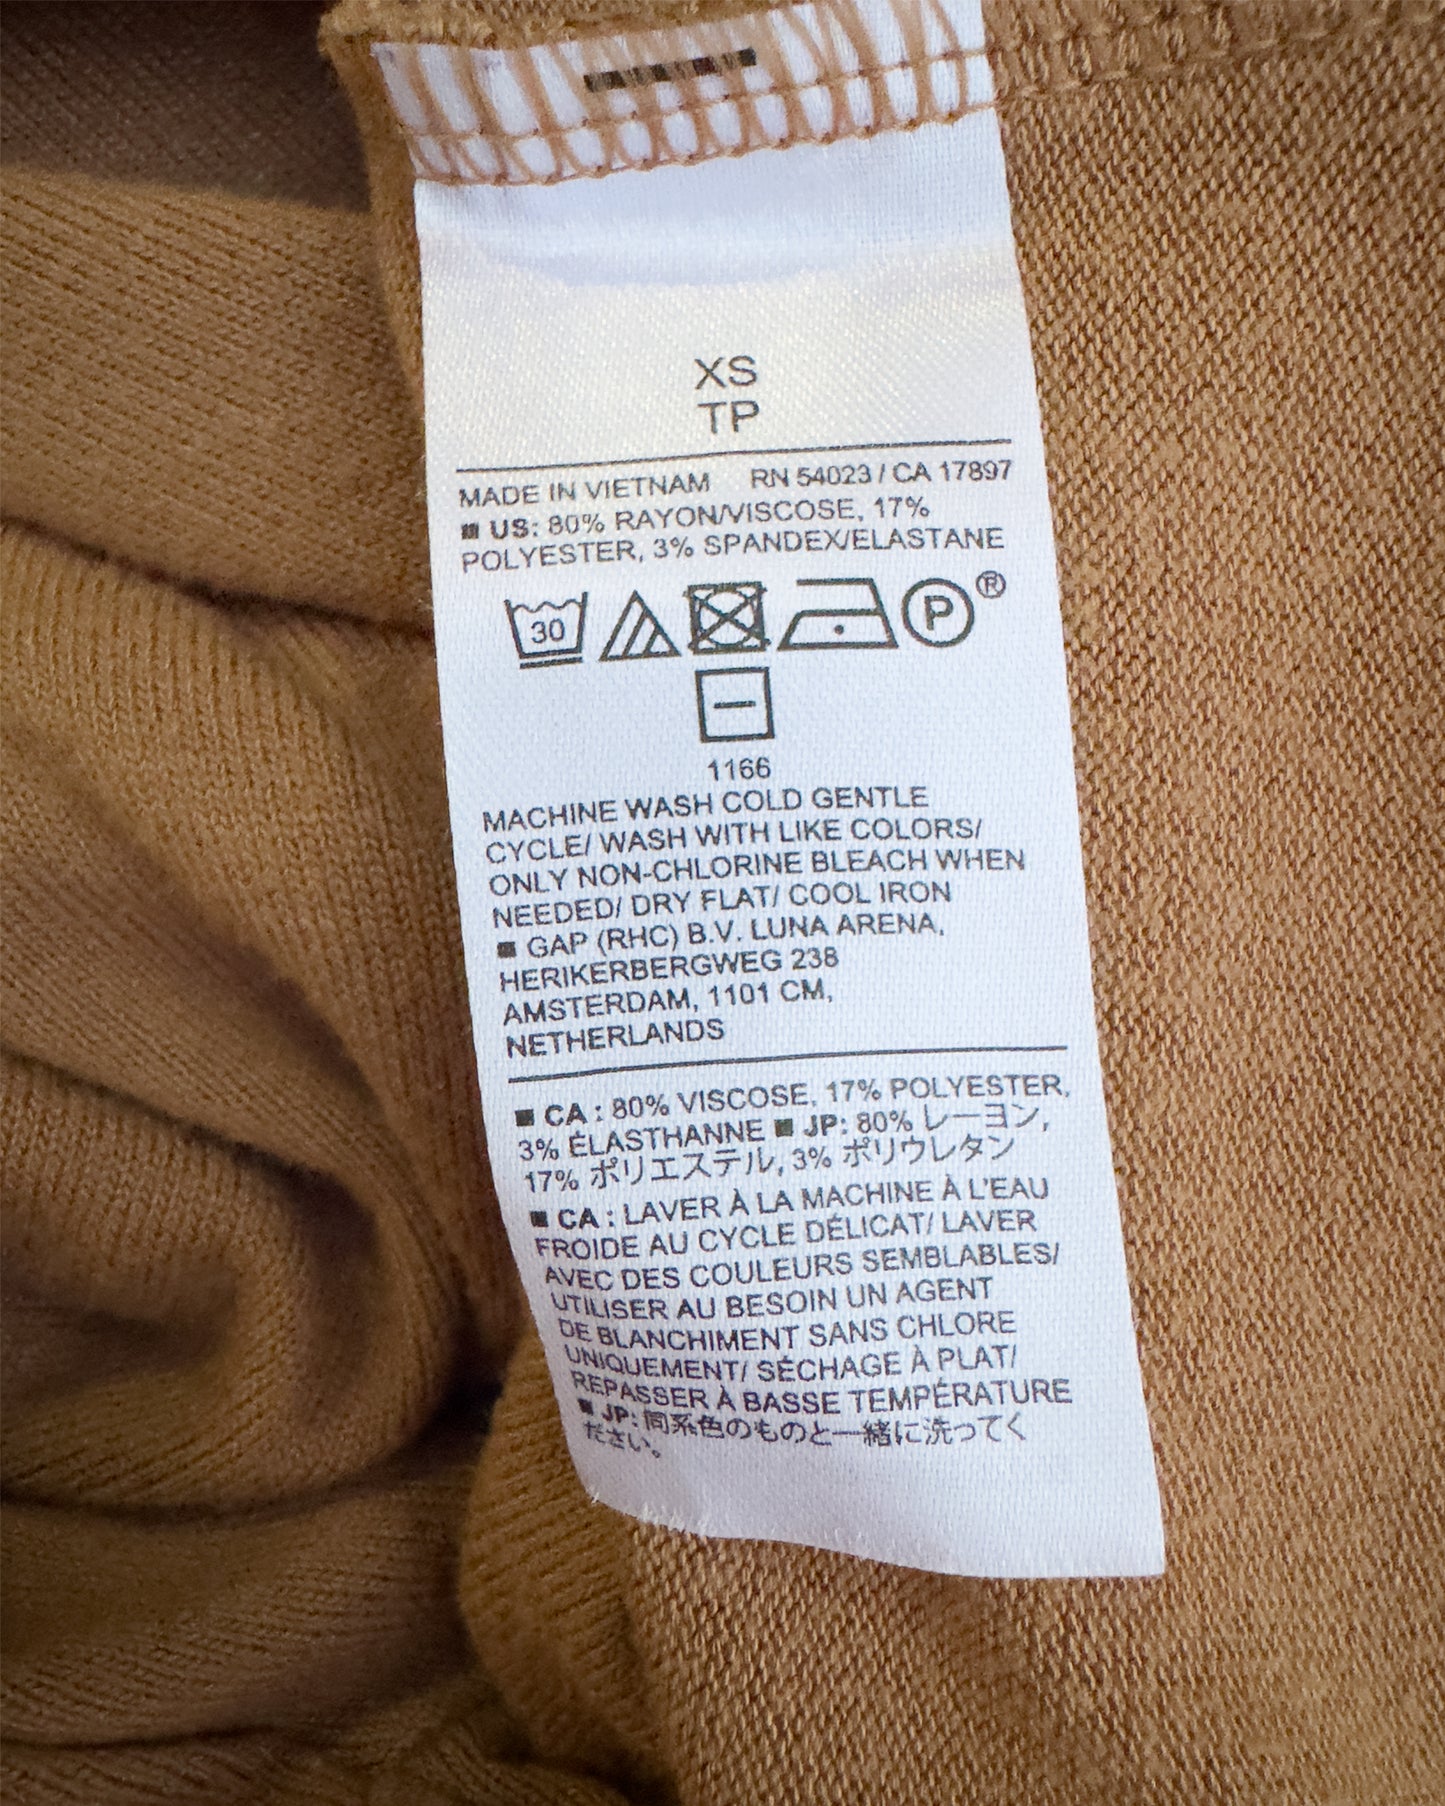 XS
TP
MADE IN VIETNAM RN 54023 / CA 17897
■ US: 80% RAYON/VISCOSE, 17%
POLYESTER, 3% SPANDEX/ELASTANE
30
P ®
1166
MACHINE WASH COLD GENTLE
CYCLE/ WASH WITH LIKE COLORS/
ONLY NON-CHLORINE BLEACH WHEN
NEEDED/ DRY FLAT/ COOL IRON
■ GAP (RHC) B.V. LUNA ARENA,
HERIKERBERGWEG 238
AMSTERDAM, 1101 CM,
NETHERLANDS
■ CA : 80% VISCOSE, 17% POLYESTER,
3% ÉLASTHANNE ■ JP: 80% レーヨン,
17% ポリエステル, 3% ポリウレタン
■ CA : LAVER À LA MACHINE À L'EAU
FROIDE AU CYCLE DÉLICAT/ LAVER
AVEC DES COULEURS SEMBLABLES/
UTILISER AU BESOIN UN AGENT
DE BLANCHIMENT SANS CHLORE
UNIQUEMENT/ SÉCHAGE À PLAT/
REPASSER À BASSE TEMPÉRATURE
■ JP: 同系色のものと一緒に洗ってく
ださい。